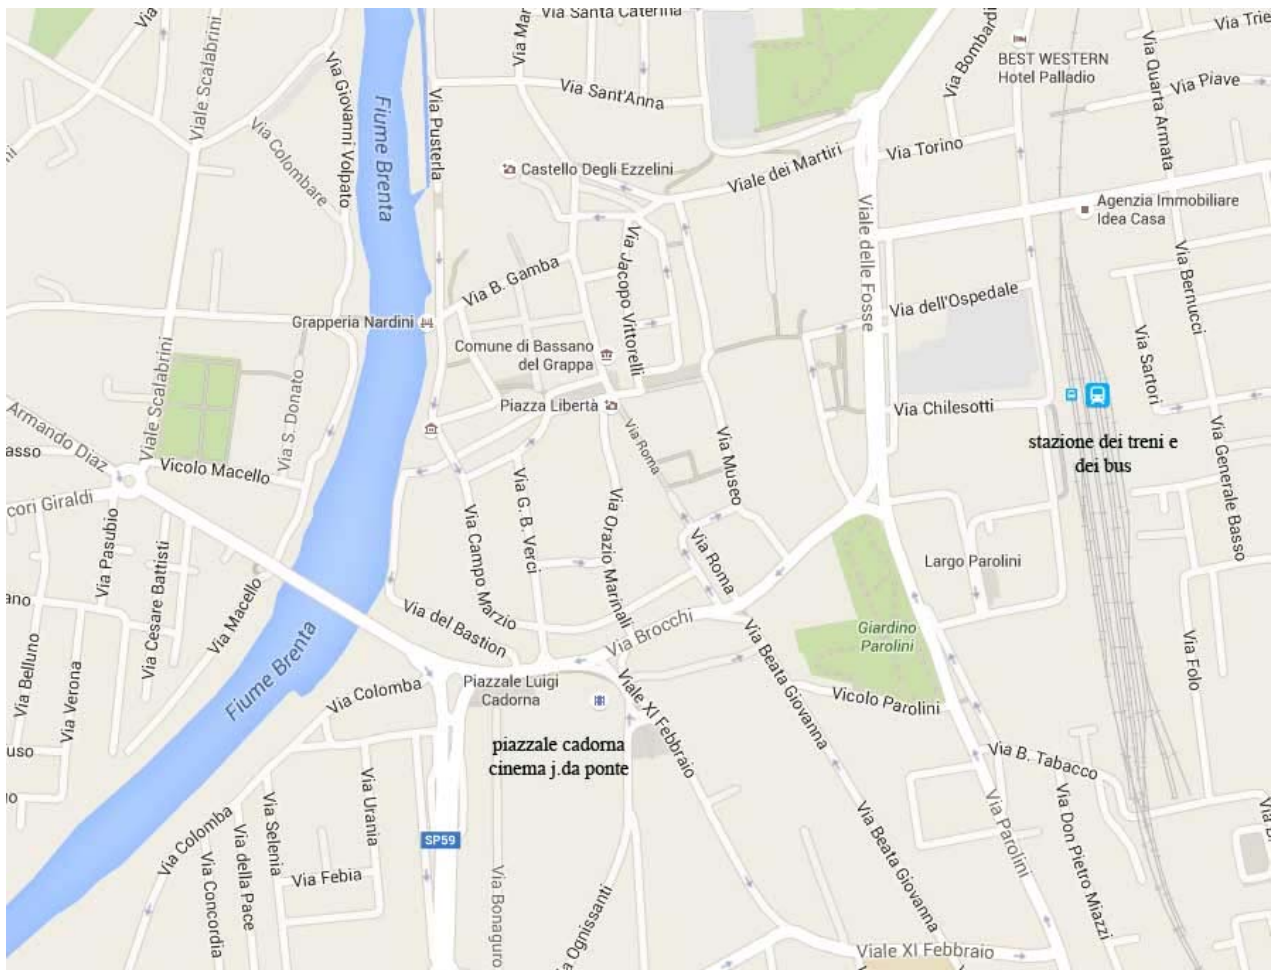 Via Santa Caterina
Via Mar
Via
Via Trie
Via Bombardi
BEST WESTERN
Hotel Palladio
Via Quarta Armata
Via Piave
Viale Scalabrini
Via Giovanni Volpato
Fiume Brenta
Via Pusterla
Via Sant'Anna
Via Colombare
Via Torino
Viale dei Martiri
Castello Degli Ezzelini
Agenzia Immobiliare
Idea Casa
Viale delle Fosse
Via Jacopo Vittorelli
Via B. Gamba
Via Bernucci
Via dell'Ospedale
Grapperia Nardini
Comune di Bassano
del Grappa
Via Sartori
Viale Scalabrini
Via S. Donato
Piazza Libertà
Via Chilesotti
Armando Diaz
asso
Via Roma
Via Museo
stazione dei treni e
dei bus
Via Generale Basso
Vicolo Macello
cori Giraldi
Via Pasubio
Via Cesare Battisti
Via Campo Marzio
Via G. B. Verci
Via Orazio Marinali
Via Roma
Largo Parolini
ano
Via Macello
Via del Bastion
Via Brocchi
Giardino
Parolini
Via Belluno
Via Verona
Fiume Brenta
Via Colomba
Piazzale Luigi
Cadorna
Viale XI Febbraio
Via Beata Giovanna
Vicolo Parolini
Via Folo
uso
piazzale cadorna
cinema j.da ponte
Via B. Tabacco
Via Urania
Via Selenia
Via Colomba
Via della Pace
Via Concordia
Via Febia
SP59
Via Bonaguro
Via Ognissanti
Via Beata Giovanna
Via Parolini
Via Don Pietro Miazzi
Viale XI Febbraio